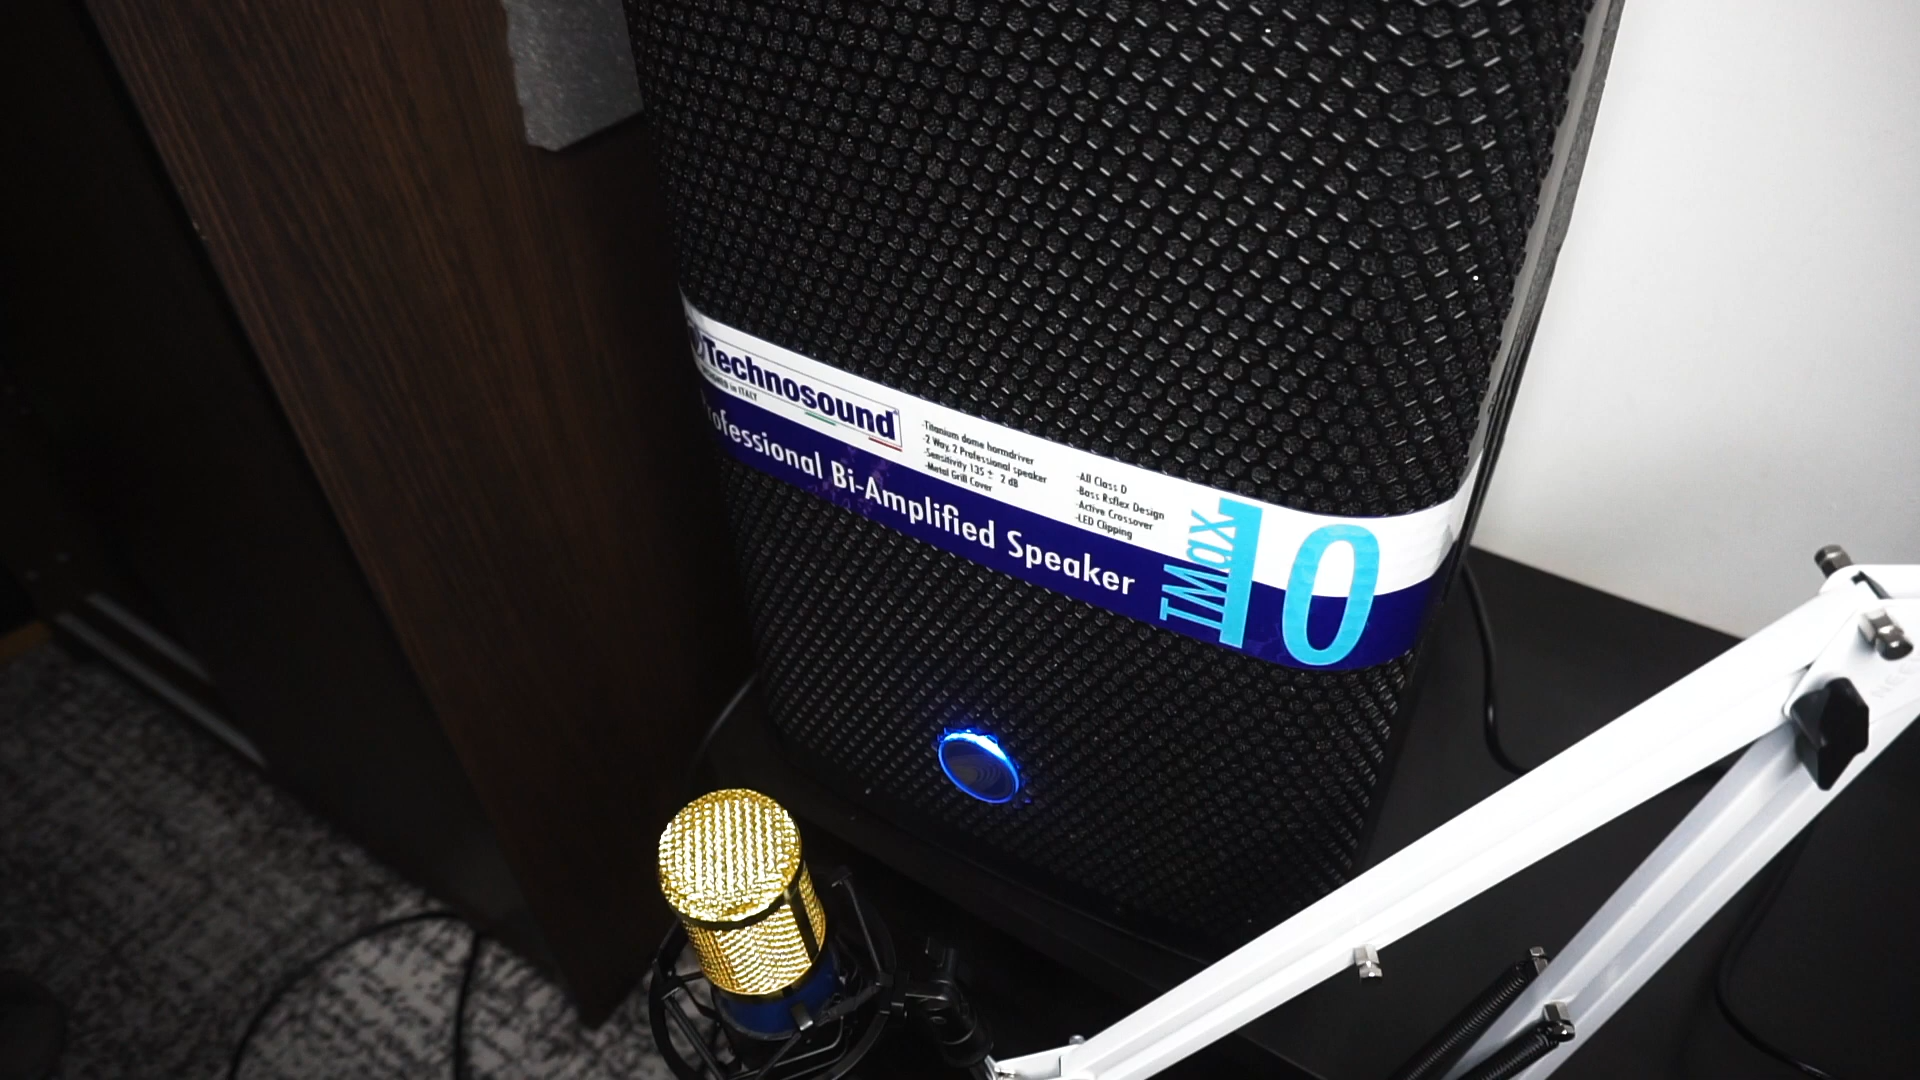 Technosound
DESIGNED in ITALY
Professional Bi-Amplified Speaker
-Titanium dome horndriver
-2 Way, 2 Professional speaker
-Sensitivity 135 ± 2 dB
-Metal Grill Cover
-All Class D
-Bass Rsflex Design
-Active Crossover
-LED Clipping
TMax
10